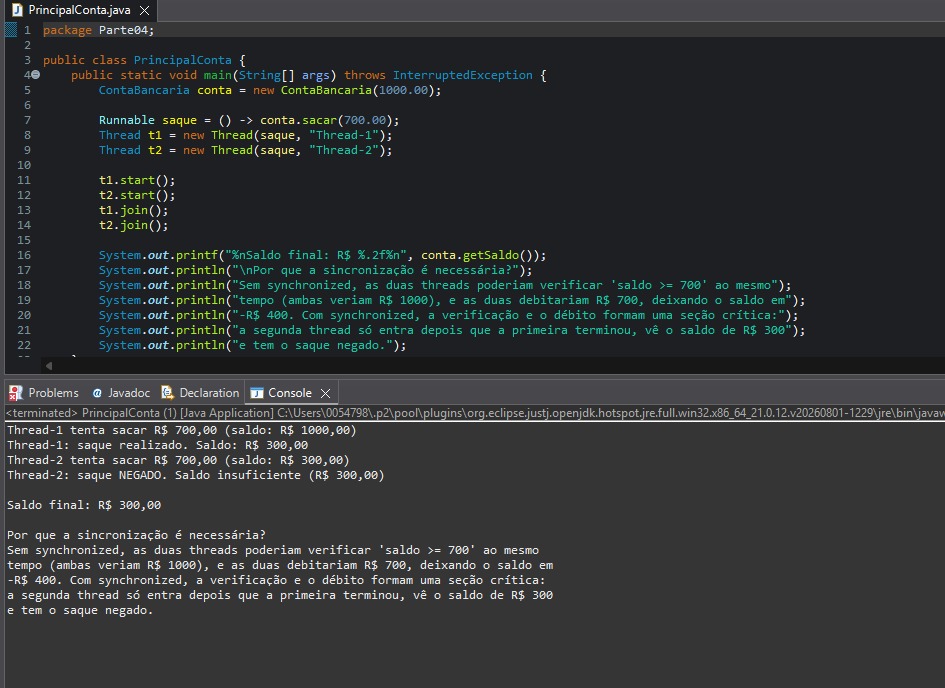 PrincipalConta.java
1 package Parte04;
2
3 public class PrincipalConta {
4 public static void main(String[] args) throws InterruptedException {
5 ContaBancaria conta = new ContaBancaria(1000.00);
6
7 Runnable saque = () -> conta.sacar(700.00);
8 Thread t1 = new Thread(saque, "Thread-1");
9 Thread t2 = new Thread(saque, "Thread-2");
10
11 t1.start();
12 t2.start();
13 t1.join();
14 t2.join();
15
16 System.out.printf("%nSaldo final: R$ %.2f%n", conta.getSaldo());
17 System.out.println("\nPor que a sincronização é necessária?");
18 System.out.println("Sem synchronized, as duas threads poderiam verificar 'saldo >= 700' ao mesmo");
19 System.out.println("tempo (ambas veriam R$ 1000), e as duas debitariam R$ 700, deixando o saldo em");
20 System.out.println("-R$ 400. Com synchronized, a verificação e o débito formam uma seção crítica:");
21 System.out.println("a segunda thread só entra depois que a primeira terminou, vê o saldo de R$ 300");
22 System.out.println("e tem o saque negado.");
Problems Javadoc Declaration Console
<terminated> PrincipalConta (1) [Java Application] C:\Users\0054798\.p2\pool\plugins\org.eclipse.justj.openjdk.hotspot.jre.full.win32.x86_64_21.0.12.v20260801-1229\jre\bin\javaw
Thread-1 tenta sacar R$ 700,00 (saldo: R$ 1000,00)
Thread-1: saque realizado. Saldo: R$ 300,00
Thread-2 tenta sacar R$ 700,00 (saldo: R$ 300,00)
Thread-2: saque NEGADO. Saldo insuficiente (R$ 300,00)
Saldo final: R$ 300,00
Por que a sincronização é necessária?
Sem synchronized, as duas threads poderiam verificar 'saldo >= 700' ao mesmo
tempo (ambas veriam R$ 1000), e as duas debitariam R$ 700, deixando o saldo em
-R$ 400. Com synchronized, a verificação e o débito formam uma seção crítica:
a segunda thread só entra depois que a primeira terminou, vê o saldo de R$ 300
e tem o saque negado.